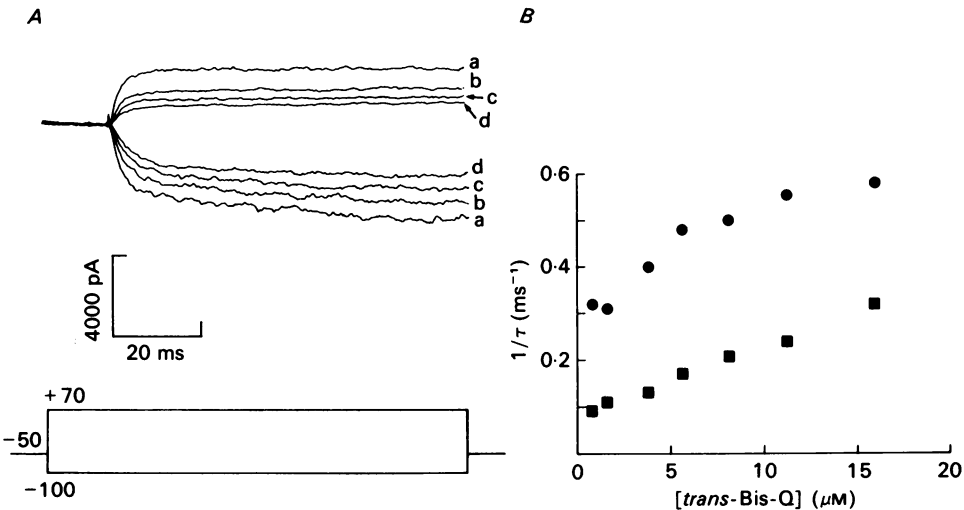 A
B
a
b
c
d
d
c
b
a
4000 pA
20 ms
+70
−50
−100
0·6
0·4
0·2
1/τ (ms⁻¹)
0
5
10
15
20
[trans-Bis-Q] (μM)